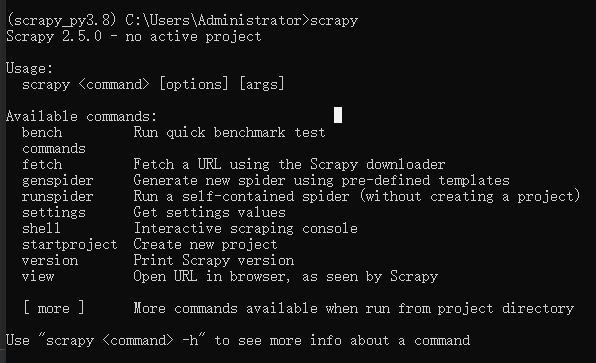 (scrapy_py3.8) C:\Users\Administrator>scrapy
Scrapy 2.5.0 - no active project
Usage:
scrapy <command> [options] [args]
Available commands:
bench Run quick benchmark test
commands
fetch Fetch a URL using the Scrapy downloader
genspider Generate new spider using pre-defined templates
runspider Run a self-contained spider (without creating a project)
settings Get settings values
shell Interactive scraping console
startproject Create new project
version Print Scrapy version
view Open URL in browser, as seen by Scrapy
[ more ] More commands available when run from project directory
Use "scrapy <command> -h" to see more info about a command